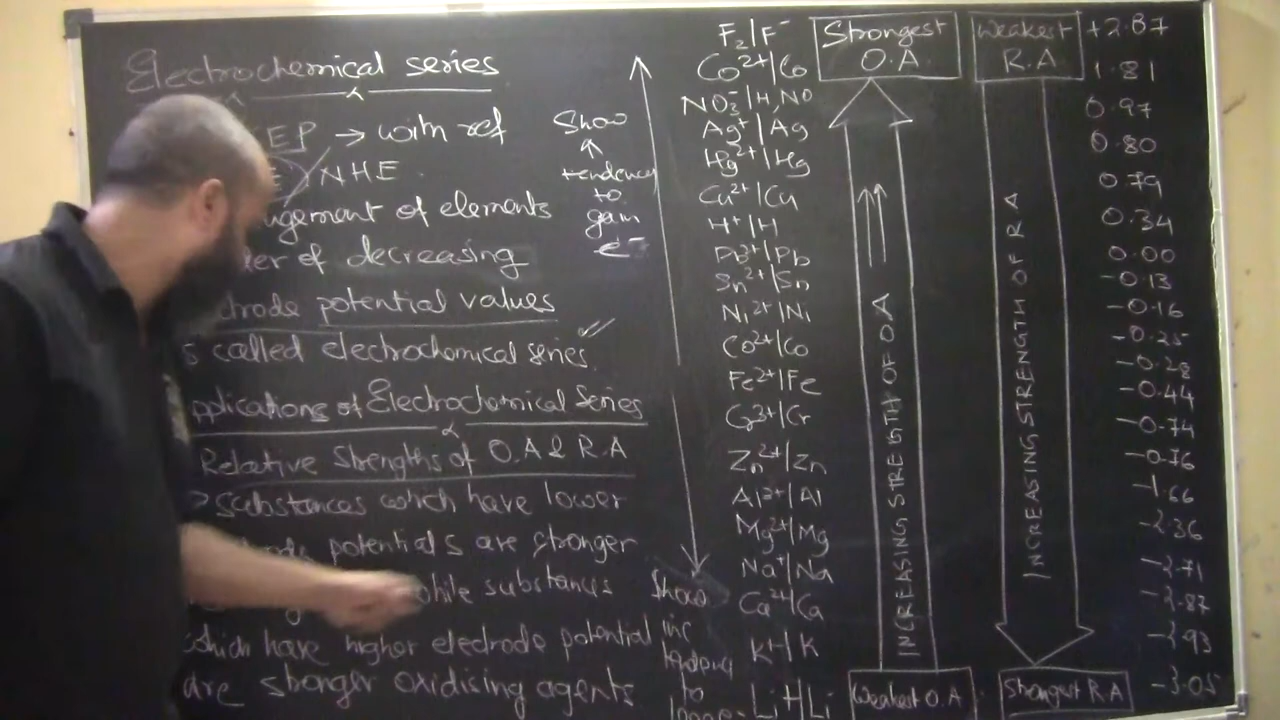 Electrochemical series
EP → with ref
NHE.
ngement of elements
er of decreasing
ctrode potential values
s called electrochemical series.
pplications of Electrochemical Series
Relative Strengths of O.A & R.A
→ substances which have lower
potentials are stronger
while substances
which have higher electrode potential
are stronger oxidising agents
Show
tendency
to
gain
e⁻
Show
inc
tendency
to
F₂|F⁻
Co³⁺|Co
NO₃⁻|H,NO
Ag⁺|Ag
Hg²⁺|Hg
Cu²⁺|Cu
H⁺|H
Pb²⁺|Pb
Sn²⁺|Sn
Ni²⁺|Ni
Co²⁺|Co
Fe²⁺|Fe
Cr³⁺|Cr
Zn²⁺|Zn
Al³⁺|Al
Mg²⁺|Mg
Na⁺|Na
Ca²⁺|Ca
K⁺|K
Li⁺|Li
Strongest
O.A.
INCREASING STRENGTH OF O A
Weakest O.A
Weakest
R.A.
INCREASING STRENGTH OF R A
Strongest R.A
+2.87
1.81
0.97
0.80
0.79
0.34
0.00
-0.13
-0.16
-0.25
-0.28
-0.44
-0.74
-0.76
-1.66
-2.36
-2.71
-2.87
-2.93
-3.05